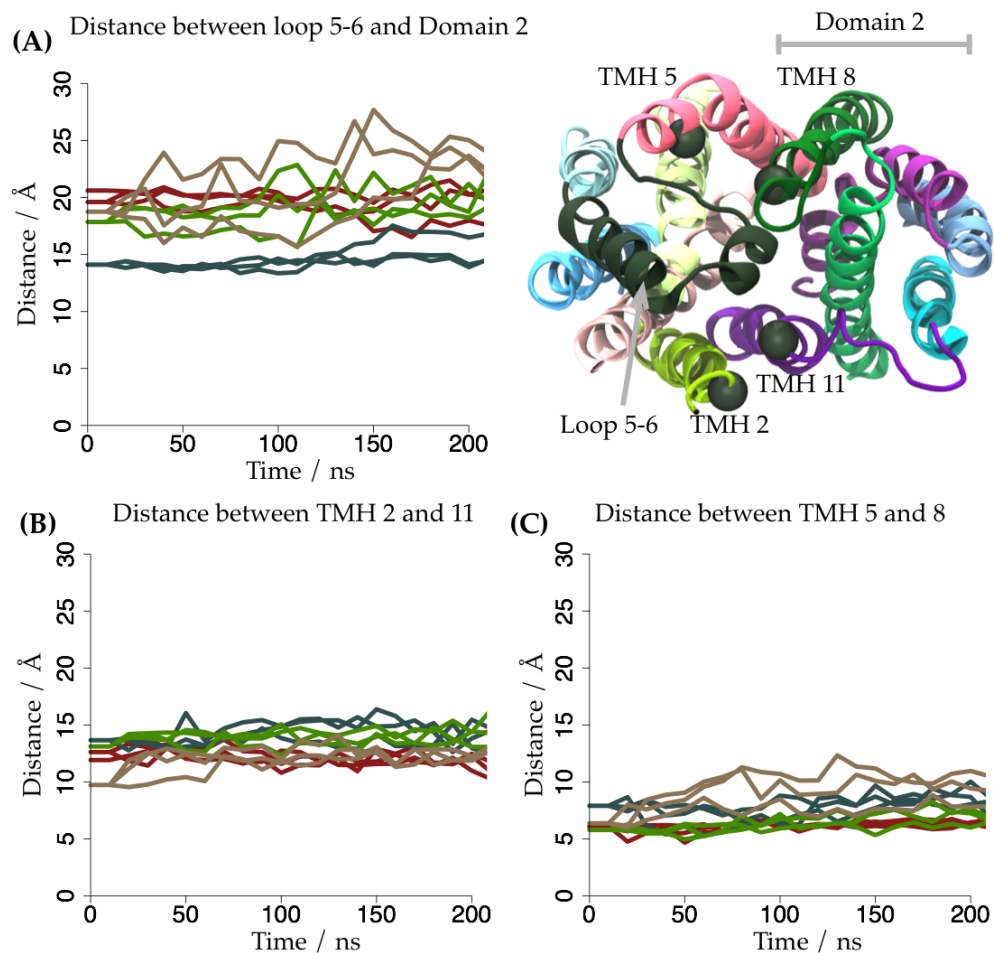 (A) Distance between loop 5-6 and Domain 2
Distance / Å
30
25
20
15
10
5
0
0 50 100 150 200
Time / ns
Domain 2
TMH 5 TMH 8
TMH 11
Loop 5-6 TMH 2
(B) Distance between TMH 2 and 11
Distance / Å
30
25
20
15
10
5
0
0 50 100 150 200
Time / ns
(C) Distance between TMH 5 and 8
Distance / Å
30
25
20
15
10
5
0
0 50 100 150 200
Time / ns